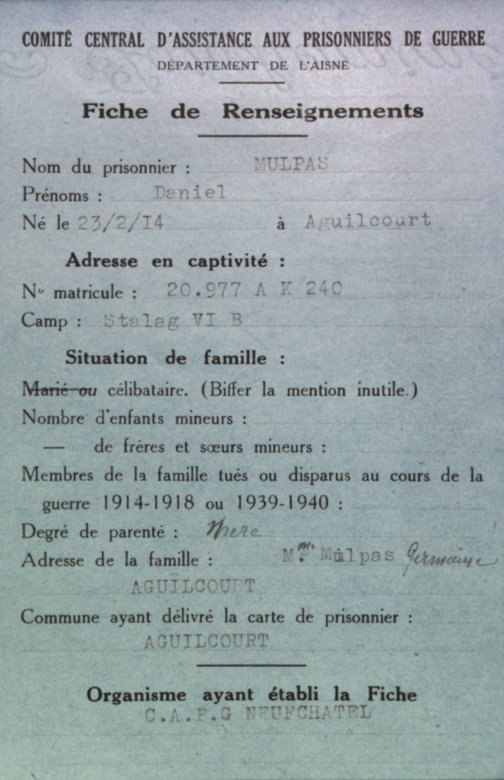 COMITÉ CENTRAL D'ASSISTANCE AUX PRISONNIERS DE GUERRE
DÉPARTEMENT DE L'AISNE
Fiche de Renseignements
Nom du prisonnier : MULPAS
Prénoms : Daniel
Né le 23/2/I4 à Aguilcourt
Adresse en captivité :
N° matricule : 20.977 A K 240
Camp : Stalag VI B
Situation de famille :
Marié ou célibataire. (Biffer la mention inutile.)
Nombre d'enfants mineurs :
— de frères et sœurs mineurs :
Membres de la famille tués ou disparus au cours de la
guerre 1914-1918 ou 1939-1940 :
Degré de parenté : Mère
Adresse de la famille : Mme Mulpas Germaine
AGUILCOURT
Commune ayant délivré la carte de prisonnier :
AGUILCOURT
Organisme ayant établi la Fiche
C.A.P.G NEUFCHATEL